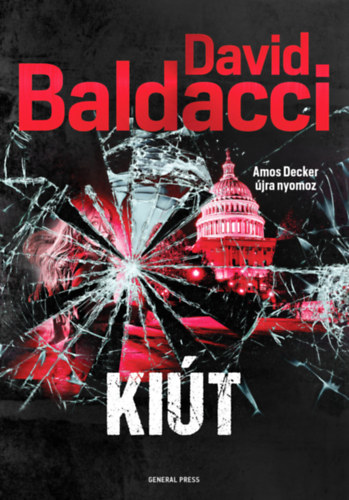 David
Baldacci
Amos Decker
újra nyomoz
KIÚT
GENERAL PRESS